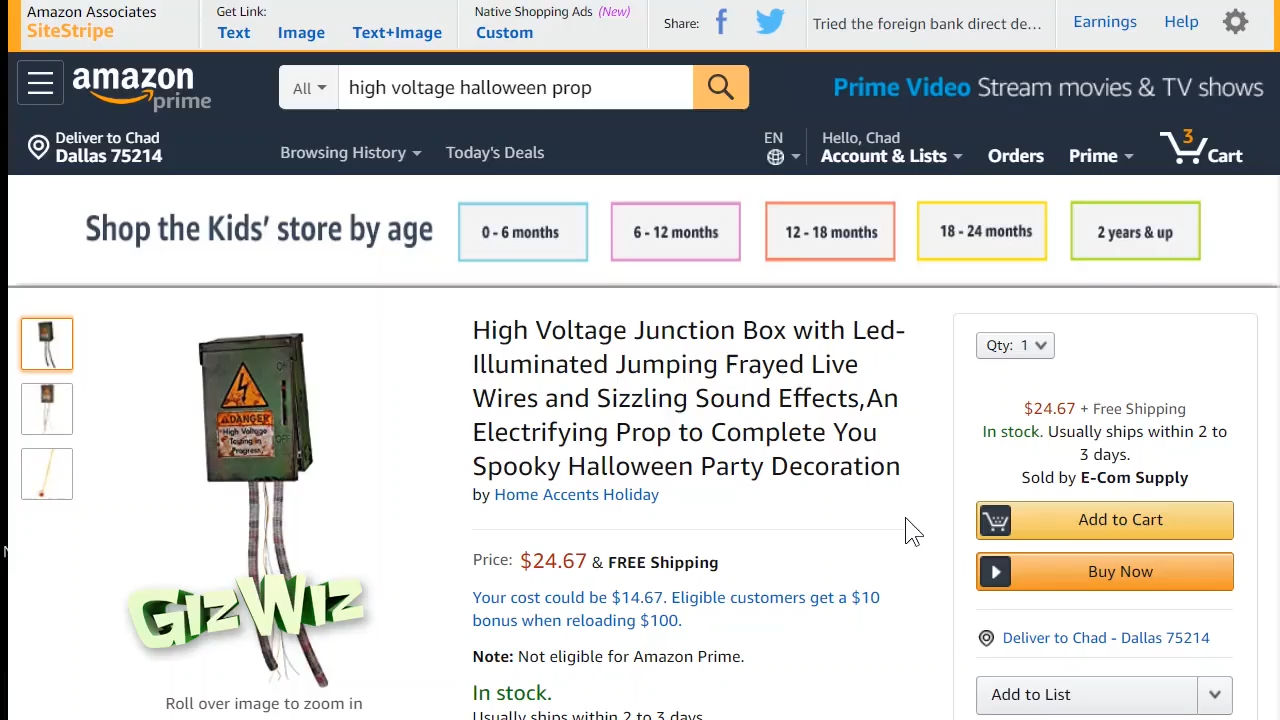 Amazon Associates
SiteStripe
Get Link:
Text Image Text+Image
Native Shopping Ads (New)
Custom
Share:
Tried the foreign bank direct de...
Earnings Help
amazon
prime
All high voltage halloween prop
Prime Video Stream movies & TV shows
Deliver to Chad
Dallas 75214
Browsing History Today's Deals
EN
Hello, Chad
Account & Lists
Orders
Prime
3
Cart
Shop the Kids' store by age
0 - 6 months
6 - 12 months
12 - 18 months
18 - 24 months
2 years & up
OFF
DANGER
High Voltage
Testing in
Progress
OFF
GizWiz
Roll over image to zoom in
High Voltage Junction Box with Led-
Illuminated Jumping Frayed Live
Wires and Sizzling Sound Effects,An
Electrifying Prop to Complete You
Spooky Halloween Party Decoration
by Home Accents Holiday
Price: $24.67 & FREE Shipping
Your cost could be $14.67. Eligible customers get a $10
bonus when reloading $100.
Note: Not eligible for Amazon Prime.
In stock.
Usually ships within 2 to 3 days.
Qty: 1
$24.67 + Free Shipping
In stock. Usually ships within 2 to
3 days.
Sold by E-Com Supply
Add to Cart
Buy Now
Deliver to Chad - Dallas 75214
Add to List